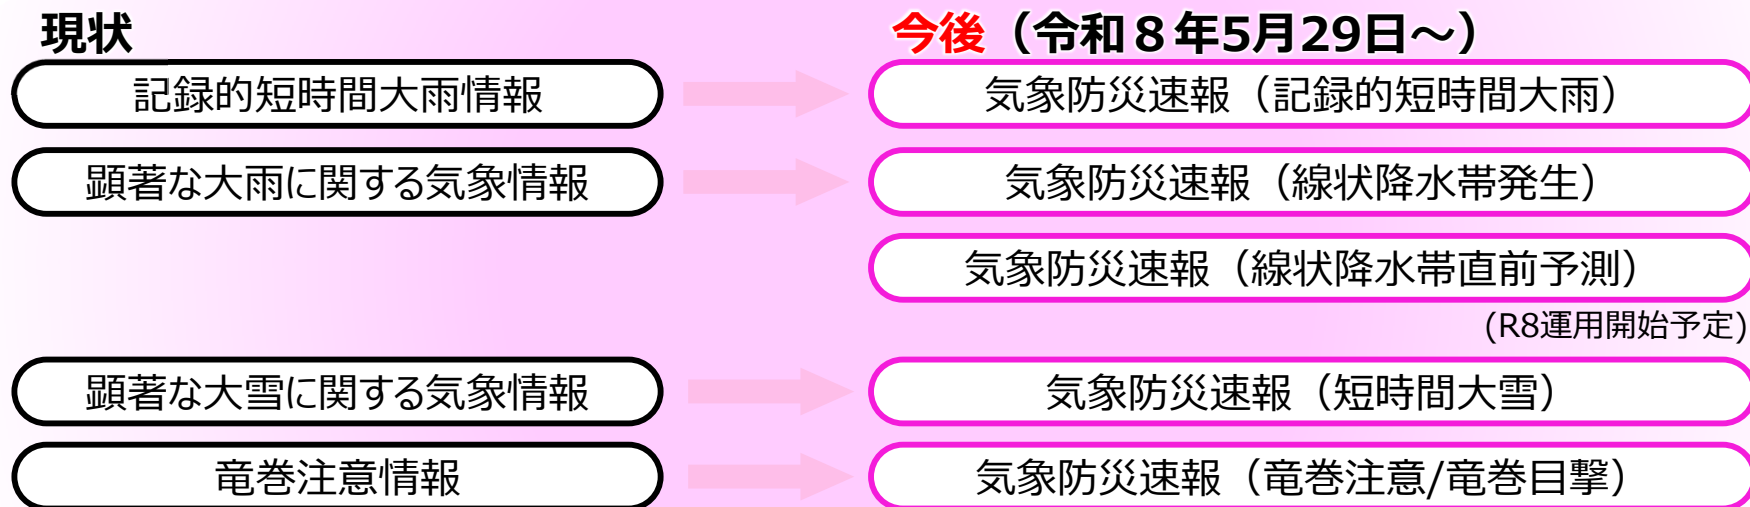 現状
今後（令和８年5月29日～）
記録的短時間大雨情報
気象防災速報（記録的短時間大雨）
顕著な大雨に関する気象情報
気象防災速報（線状降水帯発生）
気象防災速報（線状降水帯直前予測）
(R8運用開始予定)
顕著な大雪に関する気象情報
気象防災速報（短時間大雪）
竜巻注意情報
気象防災速報（竜巻注意/竜巻目撃）